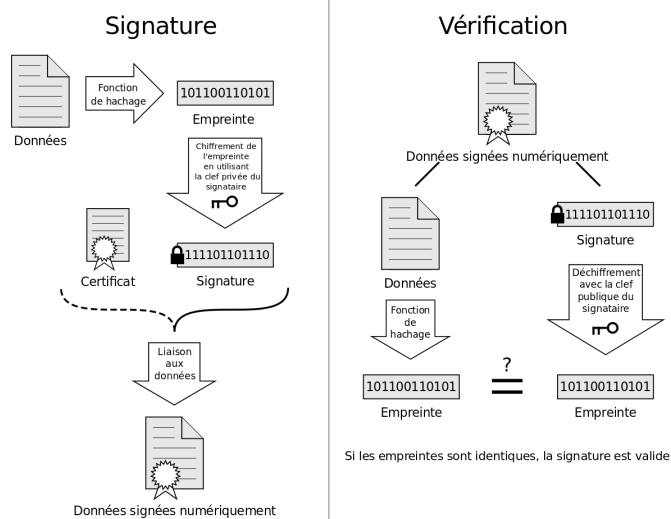 Signature
Données
Fonction
de hachage
101100110101
Empreinte
Chiffrement de
l'empreinte
en utilisant
la clef privée du
signataire
Certificat
111101101110
Signature
Liaison
aux
données
Données signées numériquement
Vérification
Données signées numériquement
Données
Fonction
de
hachage
101100110101
Empreinte
111101101110
Signature
Déchiffrement
avec la clef
publique du
signataire
101100110101
Empreinte
?
=
Si les empreintes sont identiques, la signature est valide